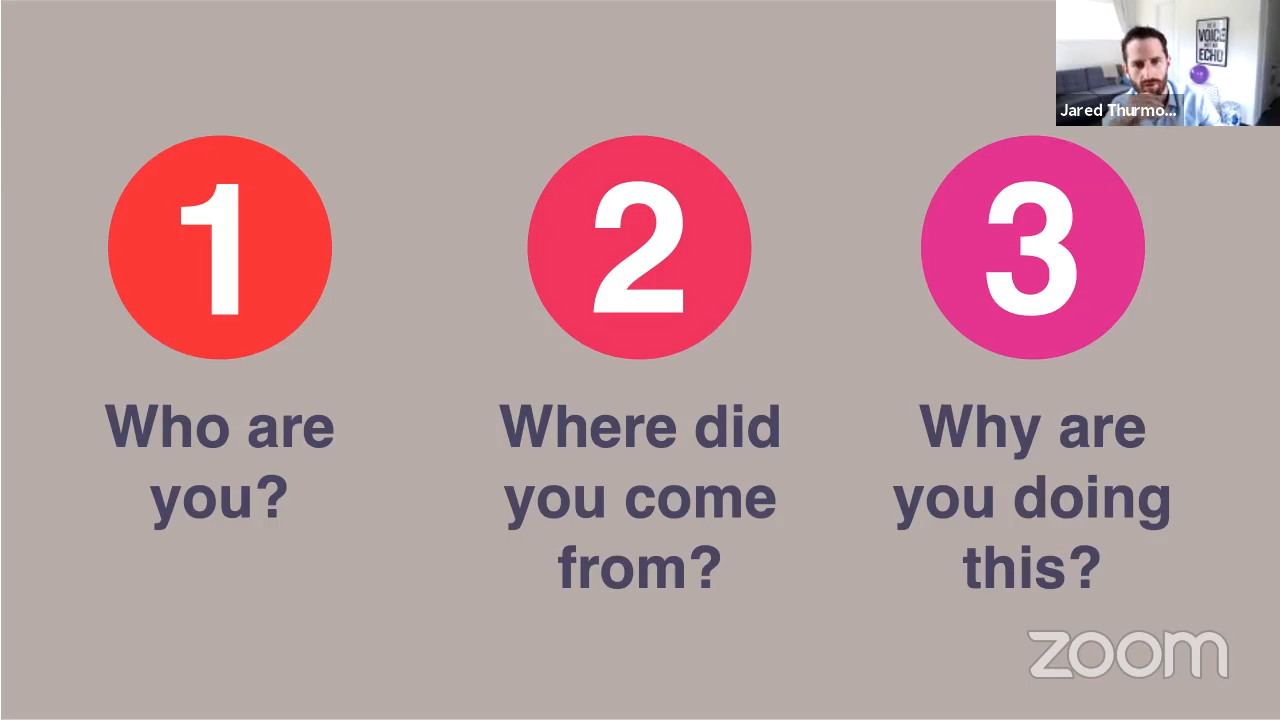 VOICE
ECHO
Jared Thurmo...
1
2
3
Who are
you?
Where did
you come
from?
Why are
you doing
this?
zoom